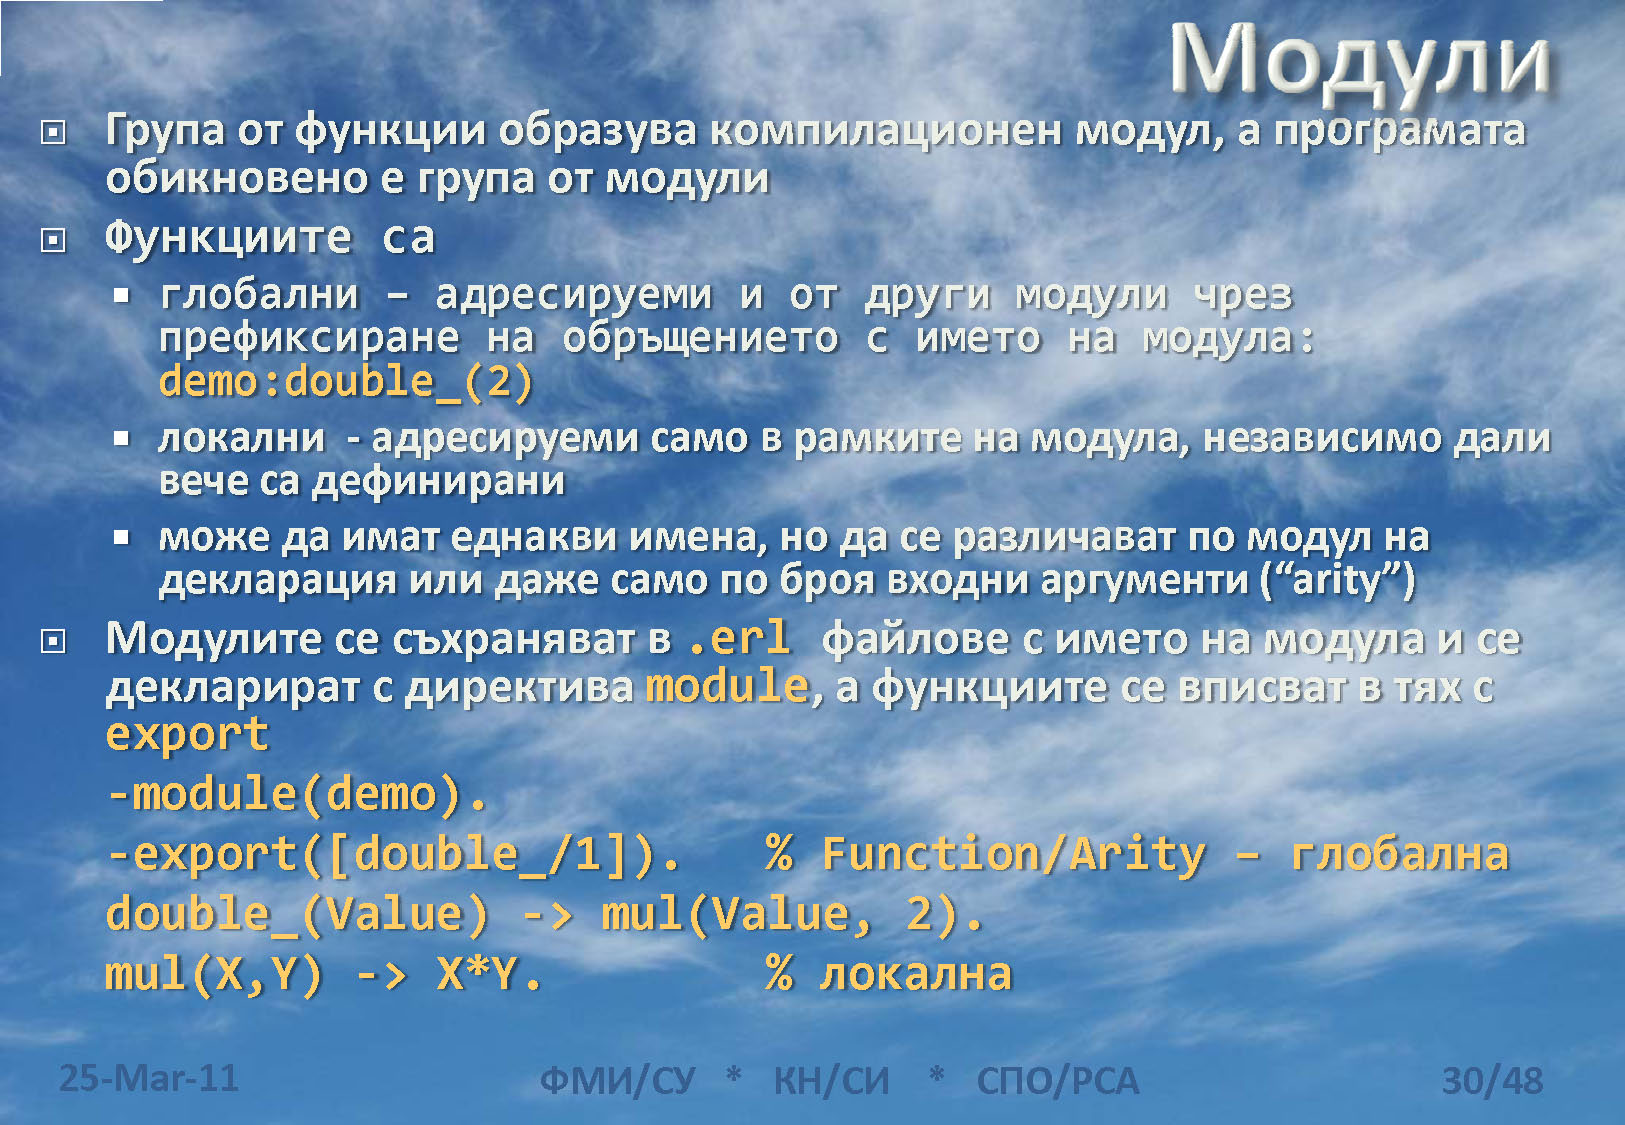 Модули
Група от функции образува компилационен модул, а програмата
обикновено е група от модули
Функциите са
глобални – адресируеми и от други модули чрез
префиксиране на обръщението с името на модула:
demo:double_(2)
локални - адресируеми само в рамките на модула, независимо дали
вече са дефинирани
може да имат еднакви имена, но да се различават по модул на
декларация или даже само по броя входни аргументи (“arity”)
Модулите се съхраняват в .erl файлове с името на модула и се
декларират с директива module, а функциите се вписват в тях с
export
-module(demo).
-export([double_/1]). % Function/Arity – глобална
double_(Value) -> mul(Value, 2).
mul(X,Y) -> X*Y. % локална
25-Mar-11 ФМИ/СУ * КН/СИ * СПО/РСА 30/48